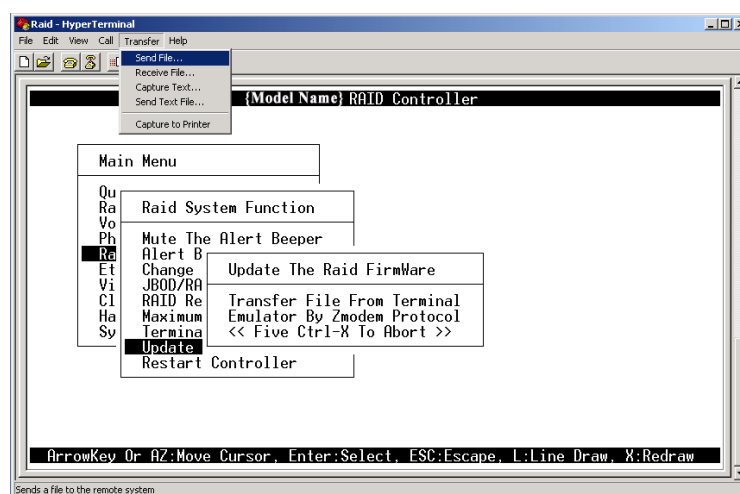 Raid - HyperTerminal
File Edit View Call Transfer Help
Send File...
Receive File...
Capture Text...
Send Text File...
Capture to Printer
{Model Name} RAID Controller
Main Menu
Qu
Ra
Vo
Ph
Ra
Et
Vi
Cl
Ha
Sy
Raid System Function
Mute The Alert Beeper
Alert B
Change
JBOD/RA
RAID Re
Maximum
Termina
Update
Restart Controller
Update The Raid FirmWare
Transfer File From Terminal
Emulator By Zmodem Protocol
<< Five Ctrl-X To Abort >>
ArrowKey Or AZ:Move Cursor, Enter:Select, ESC:Escape, L:Line Draw, X:Redraw
Sends a file to the remote system